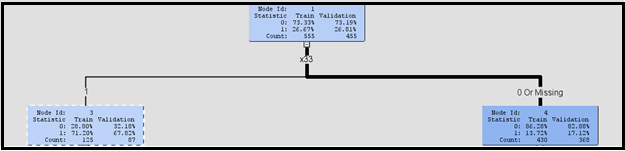 Node Id: 1
Statistic Train Validation
0: 73.33% 73.19%
1: 26.67% 26.81%
Count: 555 455
x33
1
0 Or Missing
Node Id: 3
Statistic Train Validation
0: 28.80% 32.18%
1: 71.20% 67.82%
Count: 125 87
Node Id: 4
Statistic Train Validation
0: 86.28% 82.88%
1: 13.72% 17.12%
Count: 430 368